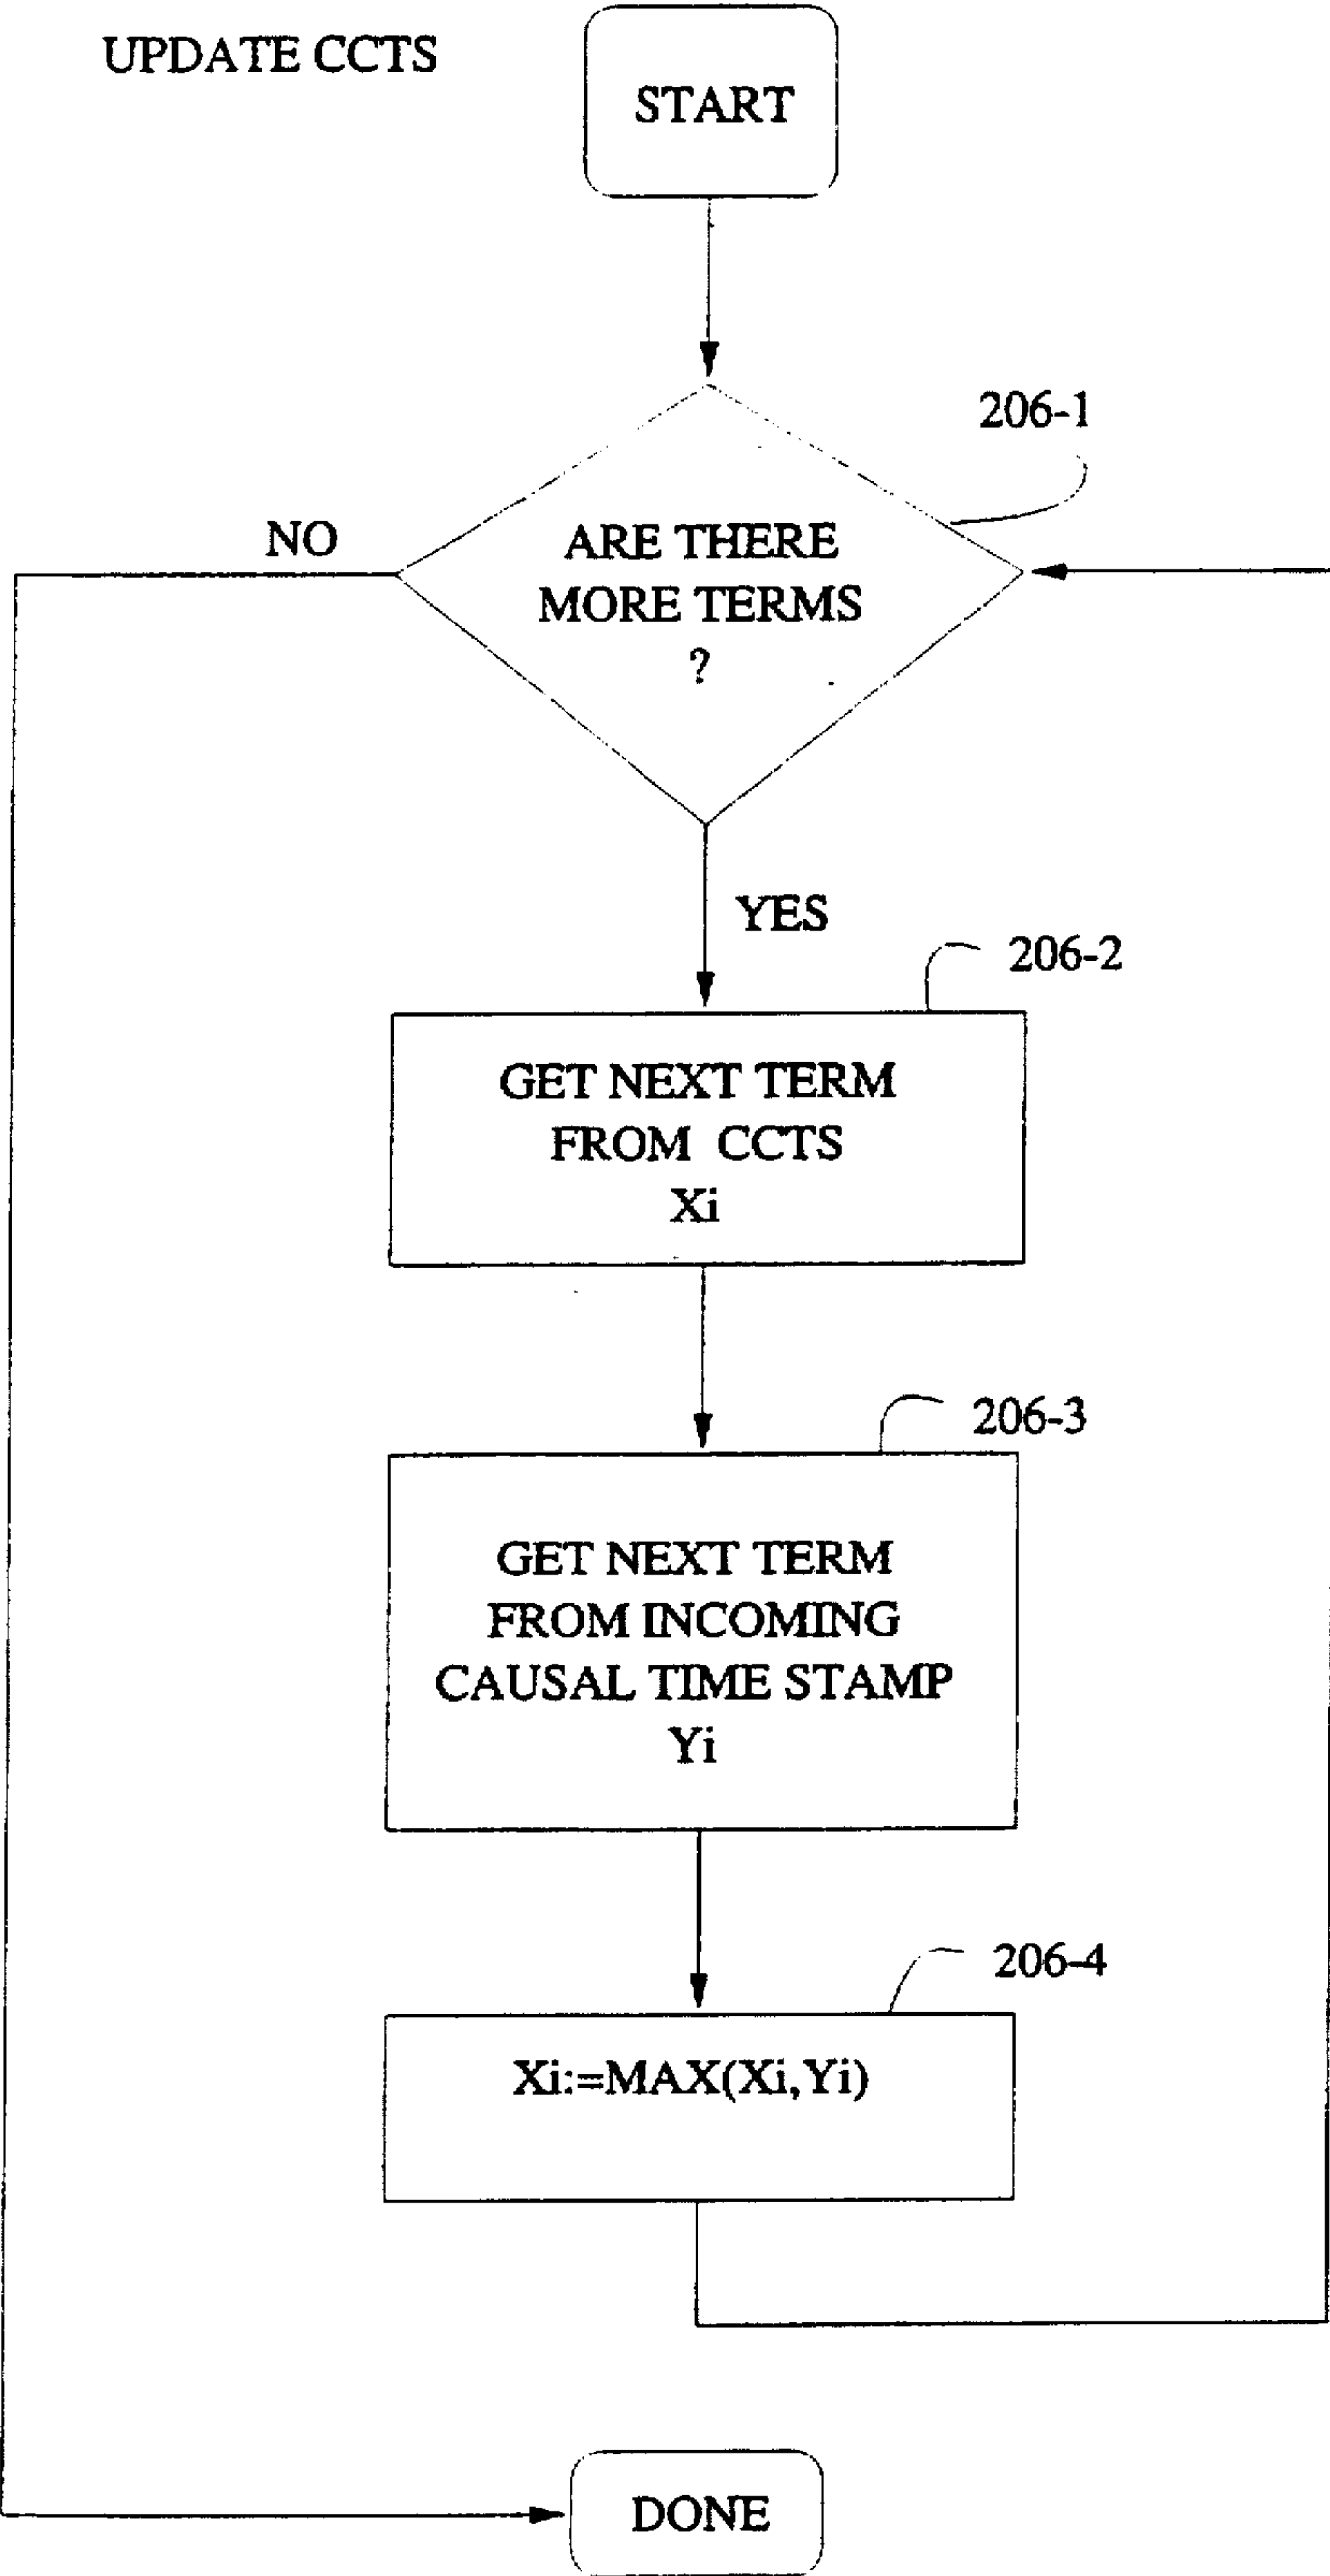 UPDATE CCTS
START
206-1
NO
ARE THERE
MORE TERMS
?
YES
206-2
GET NEXT TERM
FROM CCTS
Xi
206-3
GET NEXT TERM
FROM INCOMING
CAUSAL TIME STAMP
Yi
206-4
Xi:=MAX(Xi,Yi)
DONE